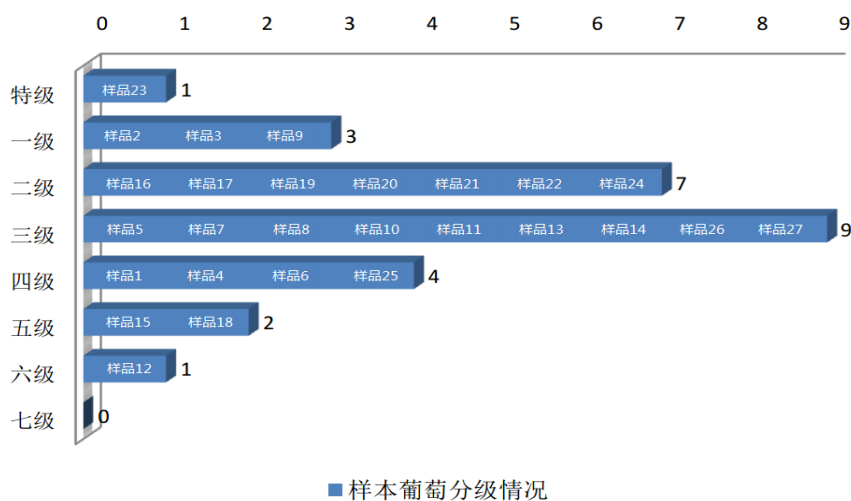 0 1 2 3 4 5 6 7 8 9
特级 样品23 1
一级 样品2 样品3 样品9 3
二级 样品16 样品17 样品19 样品20 样品21 样品22 样品24 7
三级 样品5 样品7 样品8 样品10 样品11 样品13 样品14 样品26 样品27 9
四级 样品1 样品4 样品6 样品25 4
五级 样品15 样品18 2
六级 样品12 1
七级 0
样本葡萄分级情况